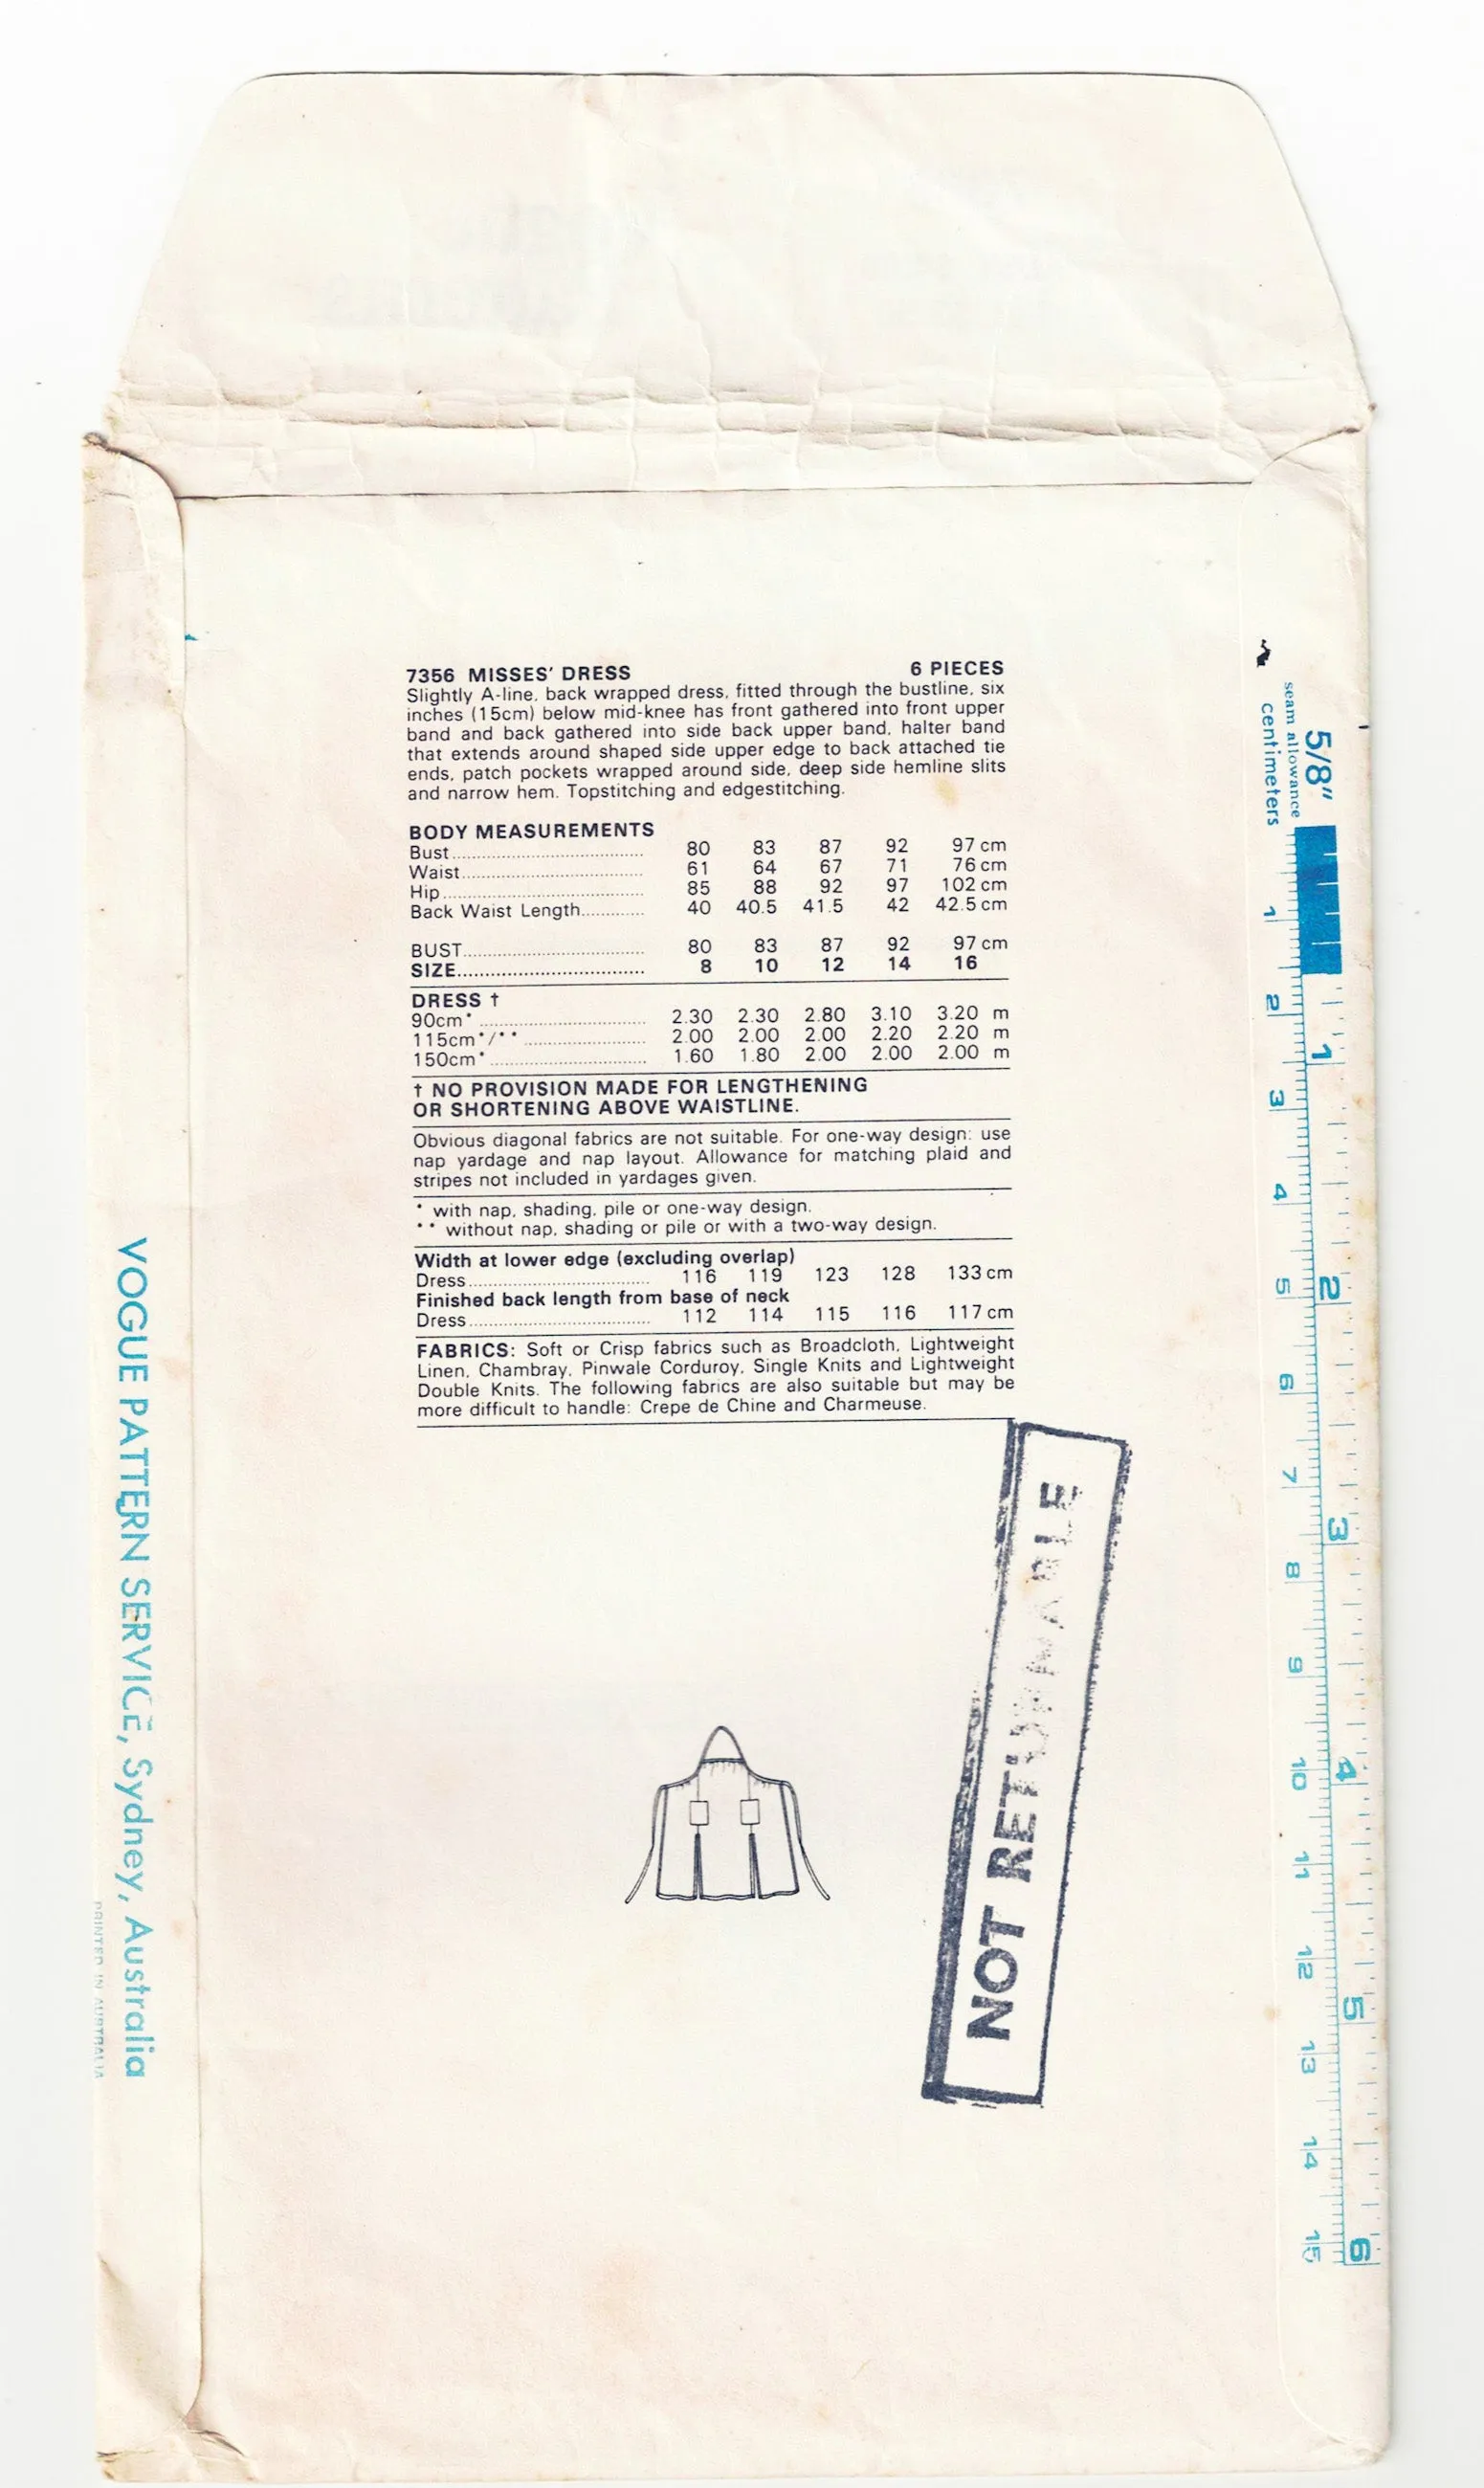 7356 MISSES' DRESS 6 PIECES
Slightly A-line, back wrapped dress, fitted through the bustline, six
inches (15cm) below mid-knee has front gathered into front upper
band and back gathered into side back upper band, halter band
that extends around shaped side upper edge to back attached tie
ends, patch pockets wrapped around side, deep side hemline slits
and narrow hem. Topstitching and edgestitching.
BODY MEASUREMENTS
Bust 80 83 87 92 97 cm
Waist 61 64 67 71 76 cm
Hip 85 88 92 97 102 cm
Back Waist Length 40 40.5 41.5 42 42.5 cm
BUST 80 83 87 92 97 cm
SIZE 8 10 12 14 16
DRESS †
90cm* 2.30 2.30 2.80 3.10 3.20 m
115cm*/** 2.00 2.00 2.00 2.20 2.20 m
150cm* 1.60 1.80 2.00 2.00 2.00 m
† NO PROVISION MADE FOR LENGTHENING
OR SHORTENING ABOVE WAISTLINE.
Obvious diagonal fabrics are not suitable. For one-way design: use
nap yardage and nap layout. Allowance for matching plaid and
stripes not included in yardages given.
* with nap, shading, pile or one-way design.
** without nap, shading or pile or with a two-way design.
Width at lower edge (excluding overlap)
Dress 116 119 123 128 133 cm
Finished back length from base of neck
Dress 112 114 115 116 117 cm
FABRICS: Soft or Crisp fabrics such as Broadcloth, Lightweight
Linen, Chambray, Pinwale Corduroy, Single Knits and Lightweight
Double Knits. The following fabrics are also suitable but may be
more difficult to handle: Crepe de Chine and Charmeuse.
NOT RETURNABLE
VOGUE PATTERN SERVICE, Sydney, Australia
PRINTED IN AUSTRALIA
5/8"
seam allowance
centimeters
1 2 3 4 5 6 7 8 9 10 11 12 13 14 15
1 2 3 4 5 6